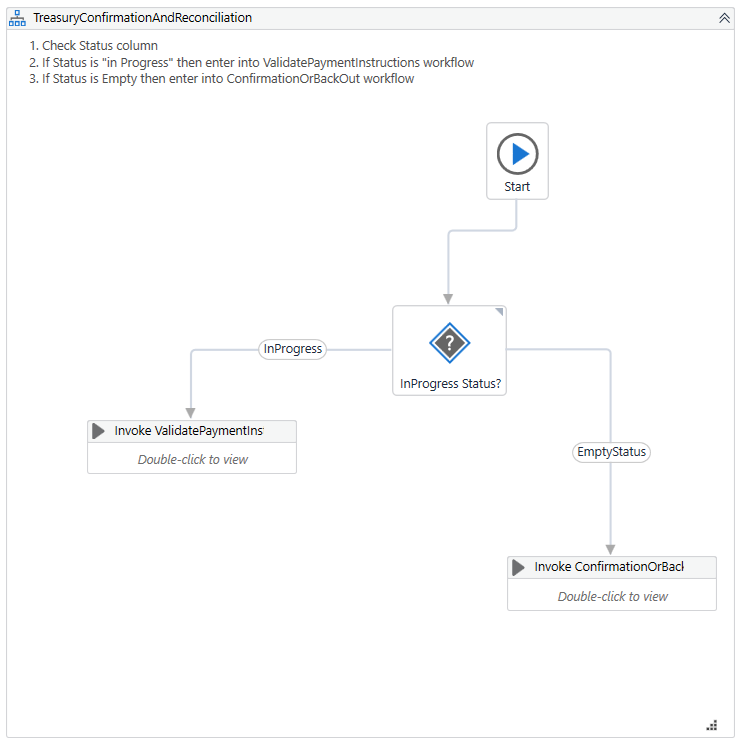 TreasuryConfirmationAndReconciliation
1. Check Status column
2. If Status is "in Progress" then enter into ValidatePaymentInstructions workflow
3. If Status is Empty then enter into ConfirmationOrBackOut workflow
Start
?
InProgress Status?
InProgress
Invoke ValidatePaymentInst
Double-click to view
EmptyStatus
Invoke ConfirmationOrBack
Double-click to view